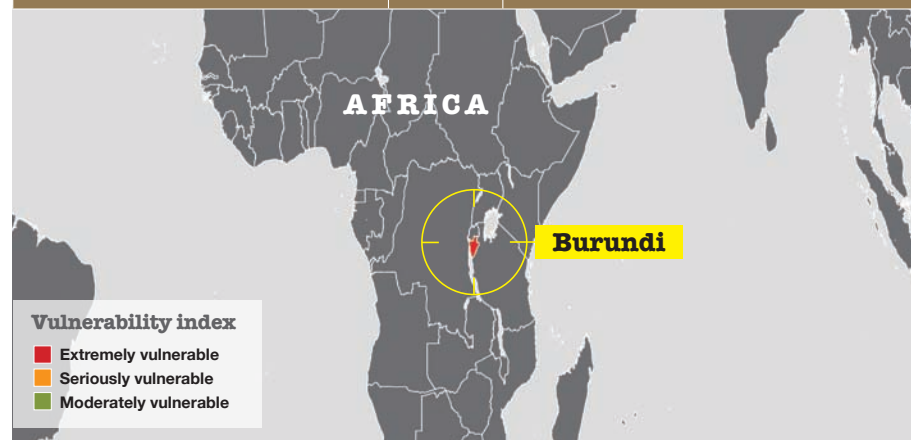 AFRICA
Burundi
Vulnerability index
Extremely vulnerable
Seriously vulnerable
Moderately vulnerable